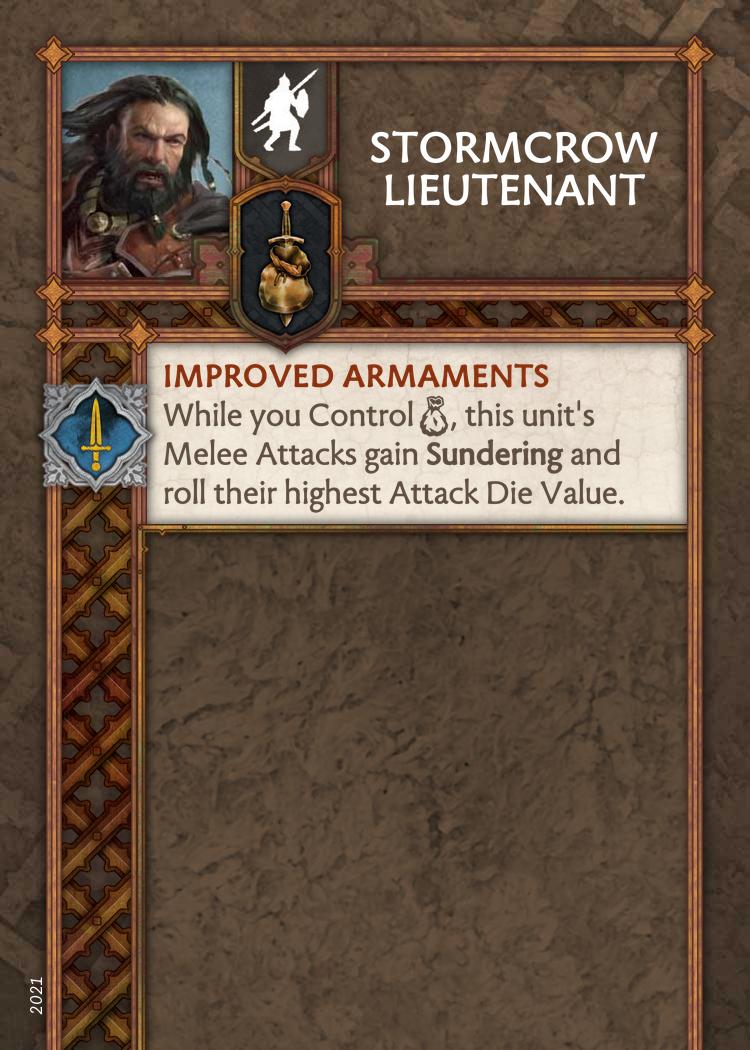 STORMCROW
LIEUTENANT
IMPROVED ARMAMENTS
While you Control , this unit's
Melee Attacks gain Sundering and
roll their highest Attack Die Value.
2021